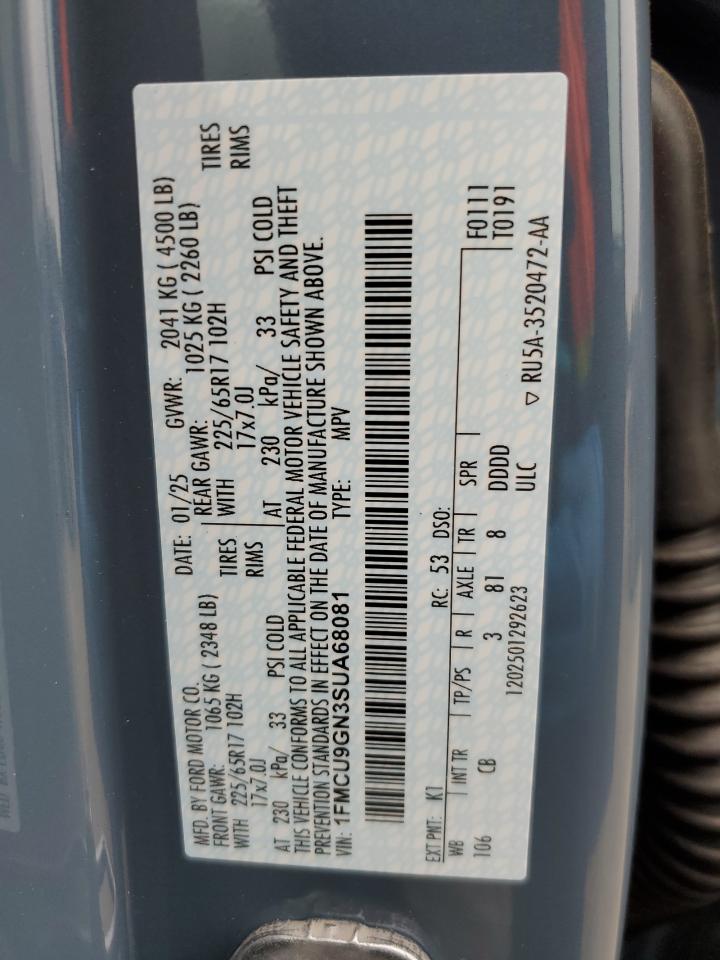 MFD. BY FORD MOTOR CO.
DATE: 01/25 GVWR: 2041 KG ( 4500 LB)
FRONT GAWR: 1065 KG ( 2348 LB) REAR GAWR: 1025 KG ( 2260 LB)
WITH 225/65R17 102H TIRES WITH 225/65R17 102H TIRES
17x7.0J RIMS 17x7.0J RIMS
AT 230 kPa/ 33 PSI COLD AT 230 kPa/ 33 PSI COLD
THIS VEHICLE CONFORMS TO ALL APPLICABLE FEDERAL MOTOR VEHICLE SAFETY AND THEFT
PREVENTION STANDARDS IN EFFECT ON THE DATE OF MANUFACTURE SHOWN ABOVE.
VIN: 1FMCU9GN3SUA68081 TYPE: MPV
EXT PNT: K1 RC: 53 DSO:
WB INT TR TP/PS R AXLE TR SPR F0111
106 CB 3 81 8 DDDD T0191
1202501292623 ULC
▽ RU5A-3520472-AA